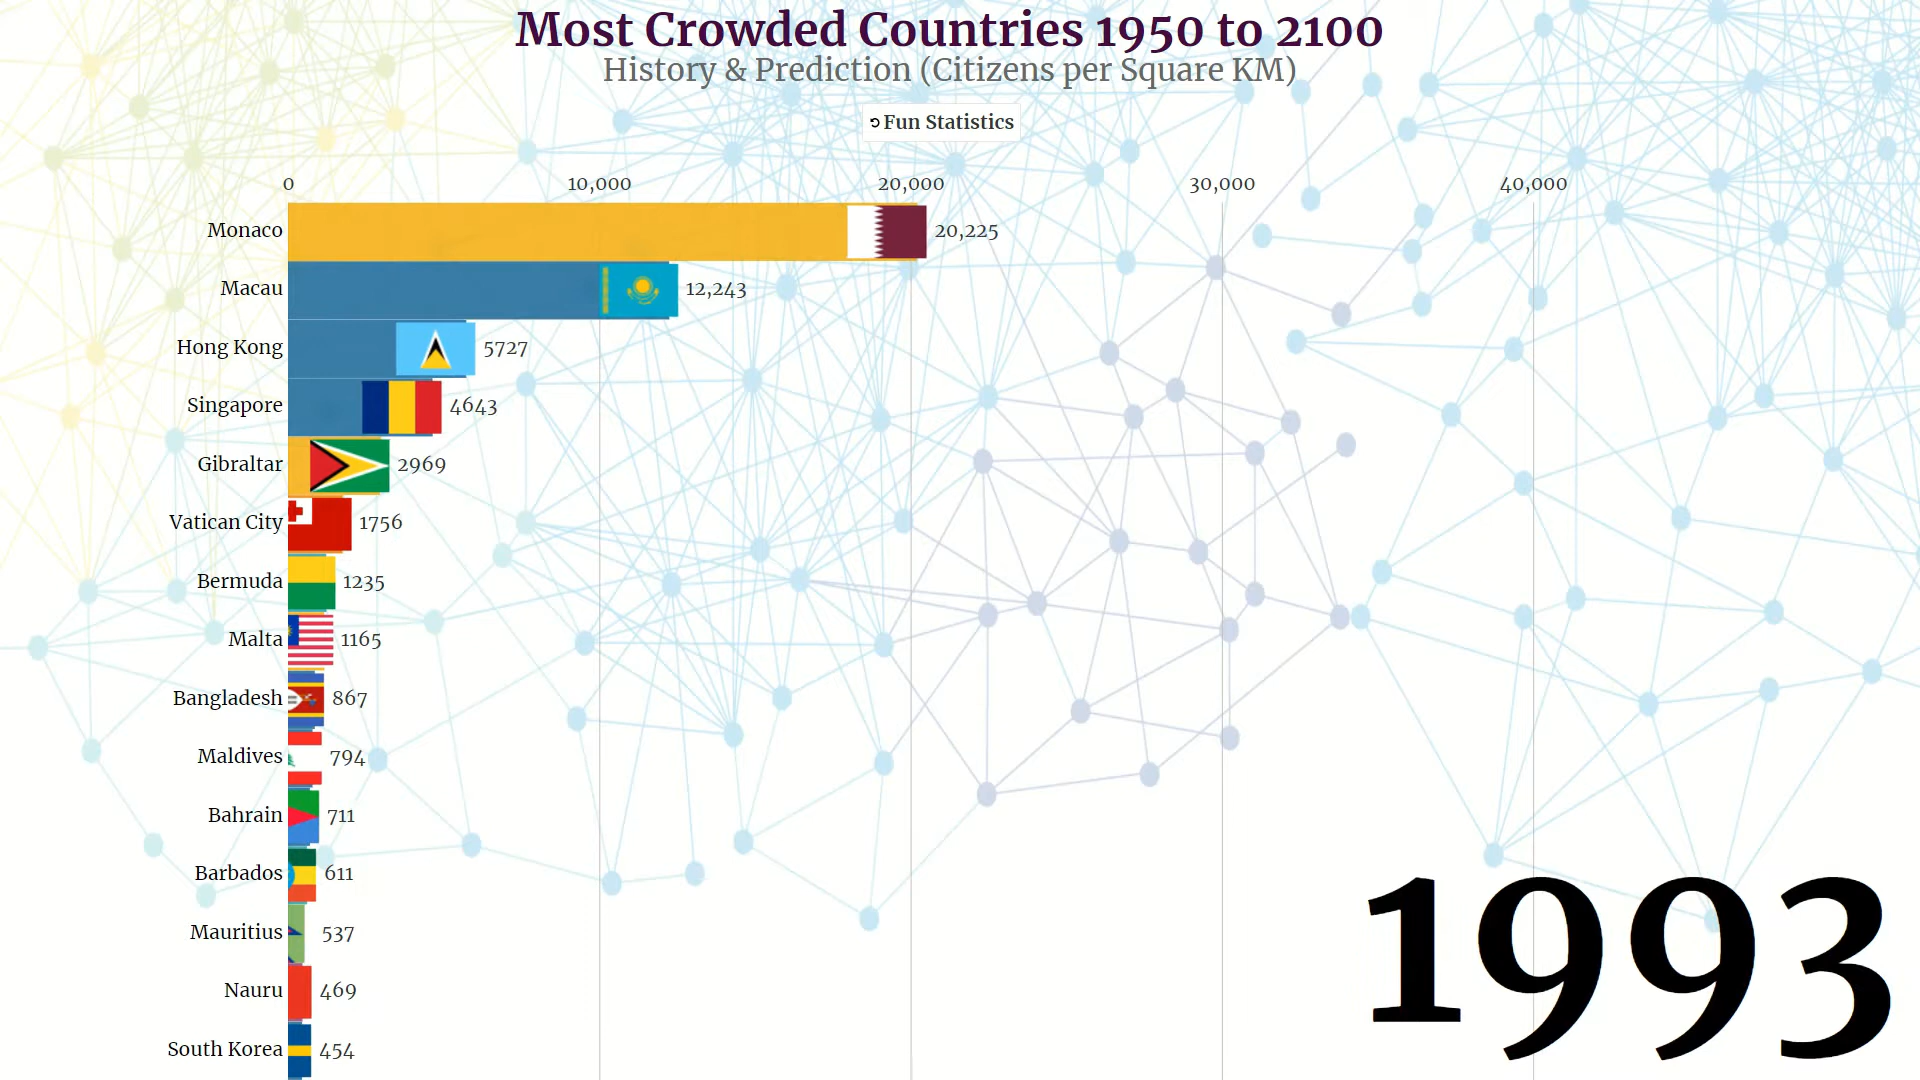 Most Crowded Countries 1950 to 2100
History & Prediction (Citizens per Square KM)
Fun Statistics
0 10,000 20,000 30,000 40,000
Monaco 20,225
Macau 12,243
Hong Kong 5727
Singapore 4643
Gibraltar 2969
Vatican City 1756
Bermuda 1235
Malta 1165
Bangladesh 867
Maldives 794
Bahrain 711
Barbados 611
Mauritius 537
Nauru 469
South Korea 454
1993